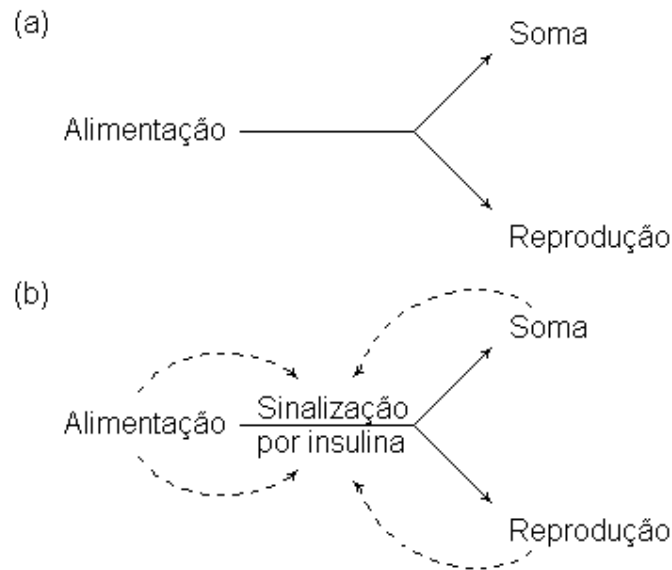 (a)
Soma
Alimentação
Reprodução
(b)
Soma
Sinalização
Alimentação
por insulina
Reprodução